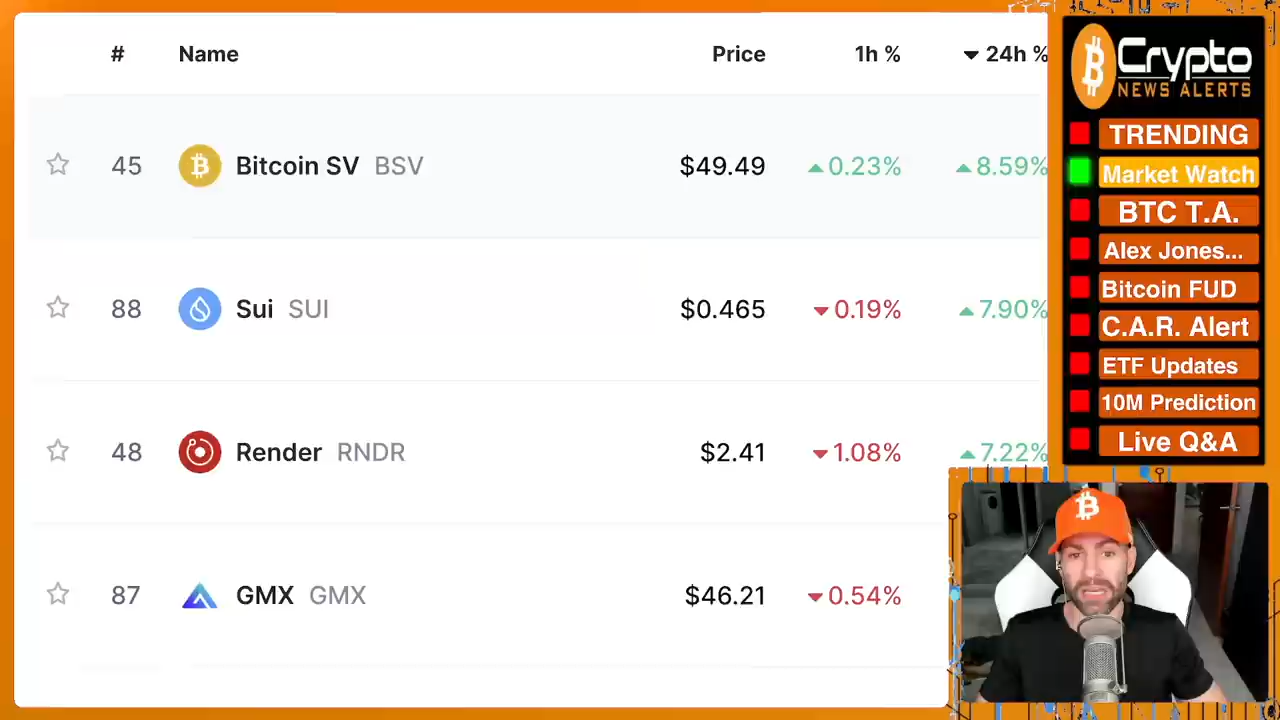 # Name Price 1h % 24h %
45 Bitcoin SV BSV $49.49 0.23% 8.59%
88 Sui SUI $0.465 0.19% 7.90%
48 Render RNDR $2.41 1.08% 7.22%
87 GMX GMX $46.21 0.54%
Crypto
NEWS ALERTS
TRENDING
Market Watch
BTC T.A.
Alex Jones...
Bitcoin FUD
C.A.R. Alert
ETF Updates
10M Prediction
Live Q&A